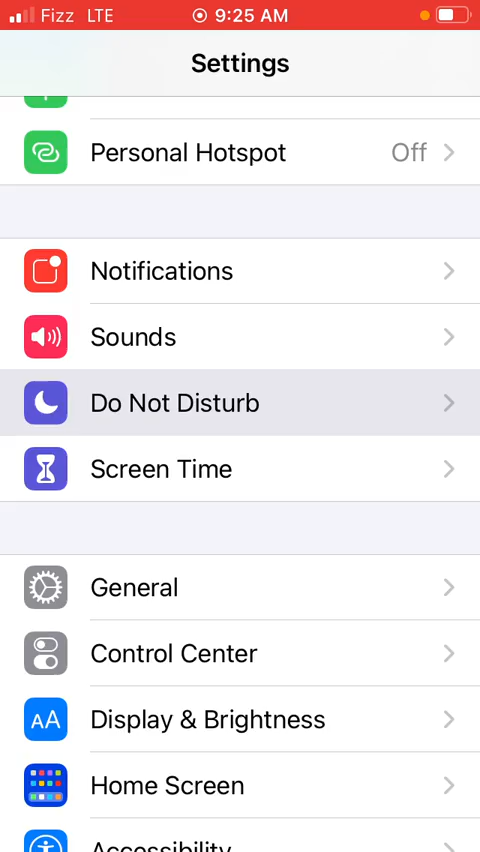 Fizz LTE 9:25 AM
Settings
Personal Hotspot Off
Notifications
Sounds
Do Not Disturb
Screen Time
General
Control Center
AA Display & Brightness
Home Screen
Accessibility